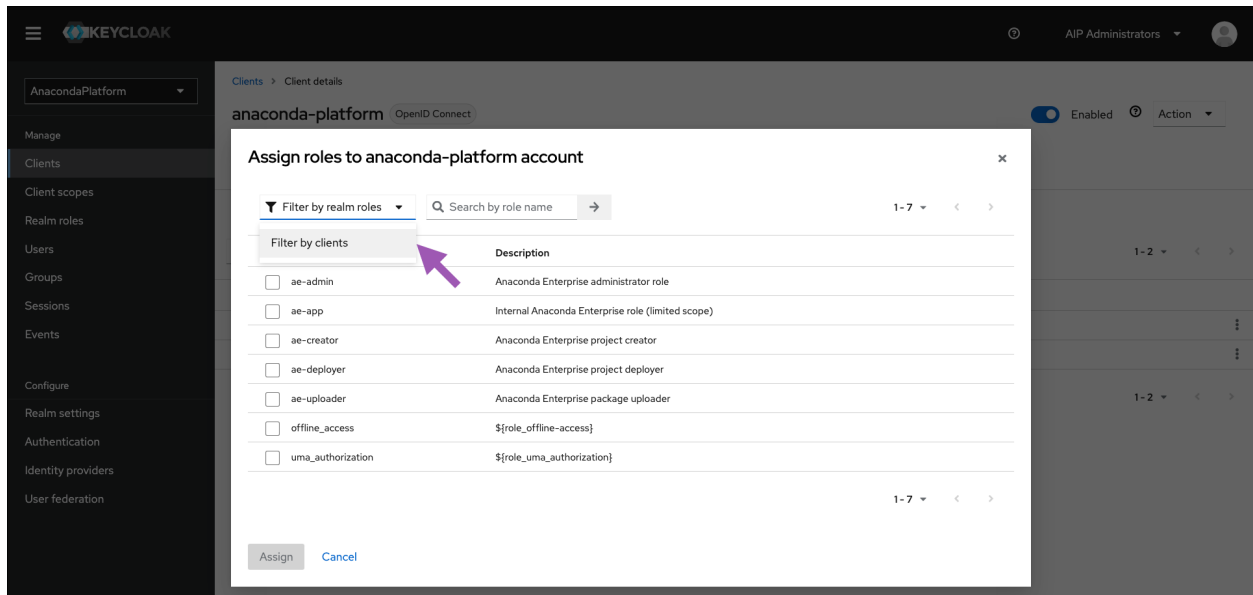 KEYCLOAK
AIP Administrators
AnacondaPlatform
Manage
Clients
Client scopes
Realm roles
Users
Groups
Sessions
Events
Configure
Realm settings
Authentication
Identity providers
User federation
Clients > Client details
anaconda-platform OpenID Connect
Enabled
Action
Assign roles to anaconda-platform account
Filter by realm roles
Search by role name
1 - 7
Filter by clients
Description
ae-admin Anaconda Enterprise administrator role
ae-app Internal Anaconda Enterprise role (limited scope)
ae-creator Anaconda Enterprise project creator
ae-deployer Anaconda Enterprise project deployer
ae-uploader Anaconda Enterprise package uploader
offline_access ${role_offline-access}
uma_authorization ${role_uma_authorization}
1 - 7
Assign Cancel
1 - 2
1 - 2